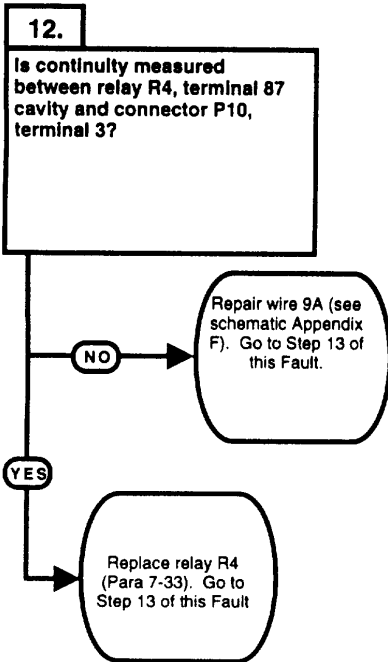 12.
Is continuity measured
between relay R4, terminal 87
cavity and connector P10,
terminal 3?
Repair wire 9A (see
schematic Appendix
F). Go to Step 13 of
this Fault.
NO
YES
Replace relay R4
(Para 7-33). Go to
Step 13 of this Fault